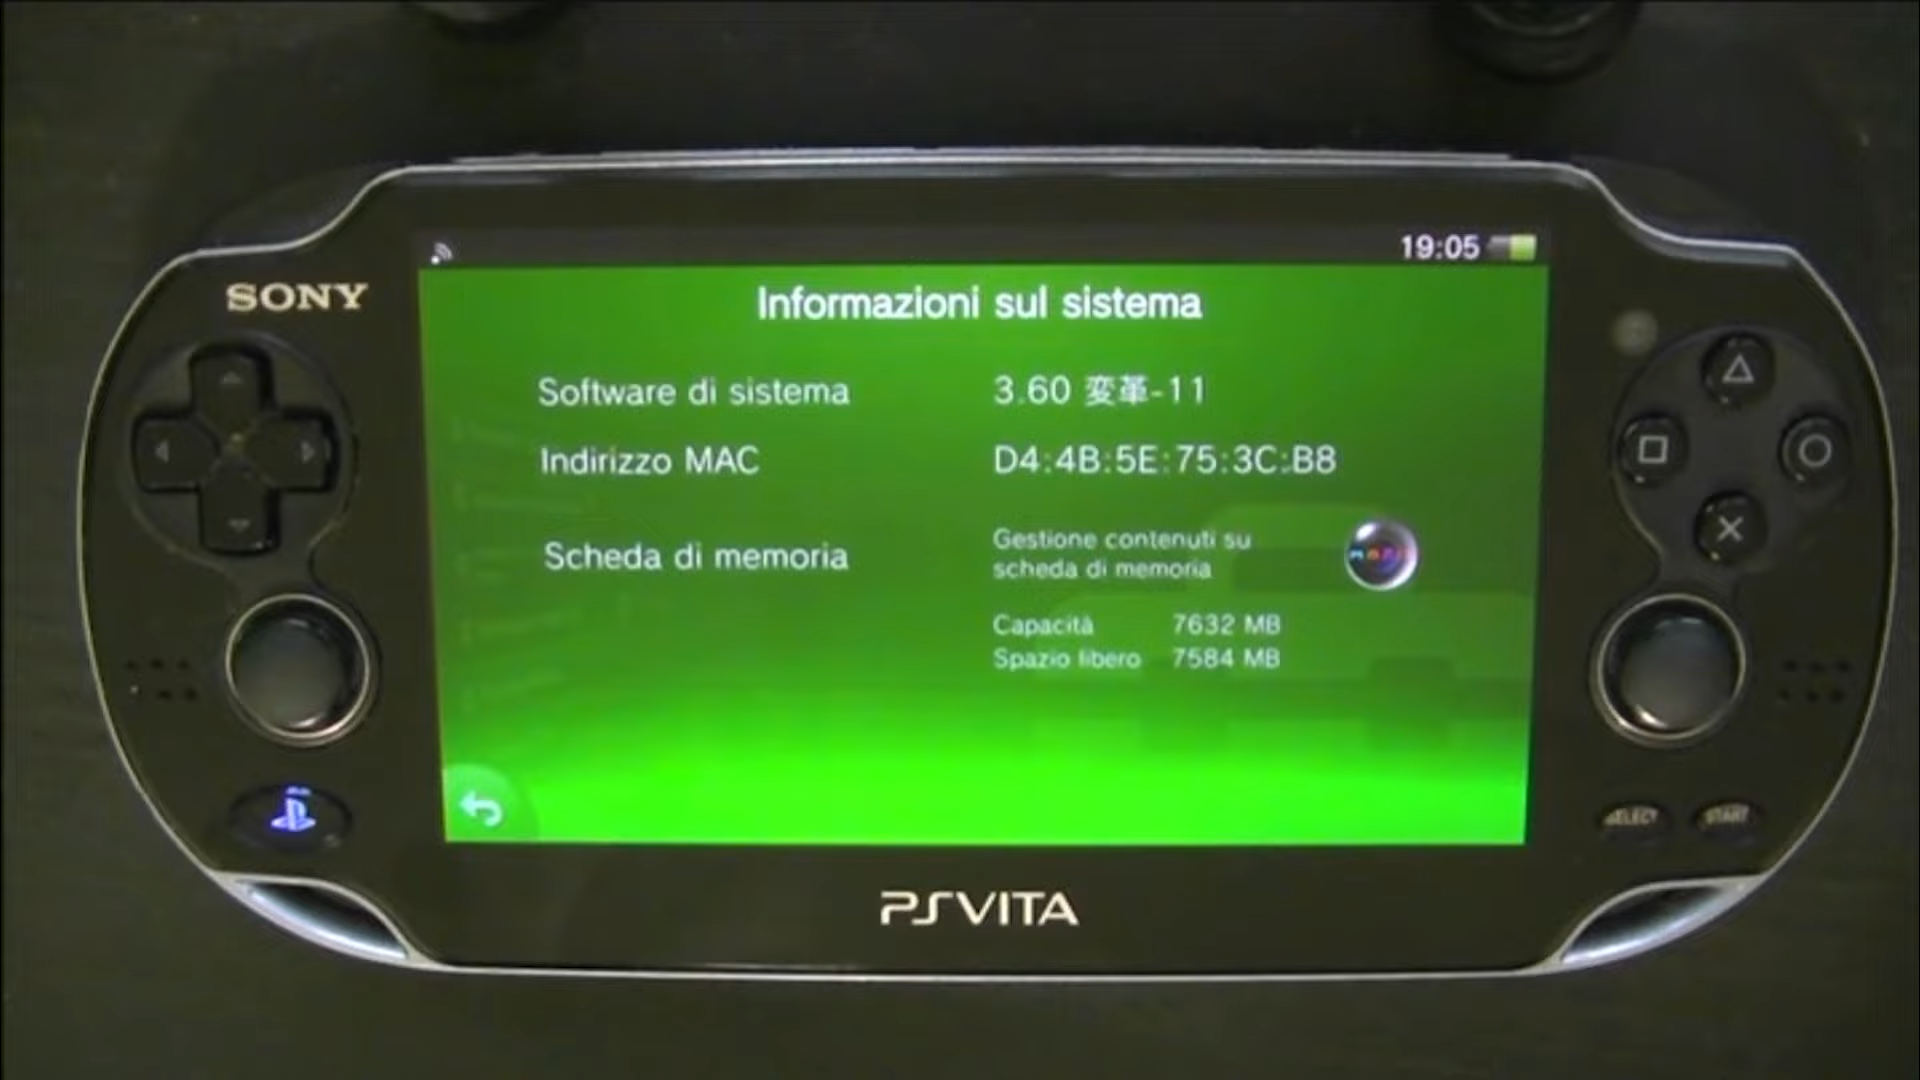 19:05
SONY
Informazioni sul sistema
Software di sistema 3.60 変革-11
Indirizzo MAC D4:4B:5E:75:3C:B8
Scheda di memoria
Gestione contenuti su
scheda di memoria
Capacità 7632 MB
Spazio libero 7584 MB
SELECT START
PSVITA